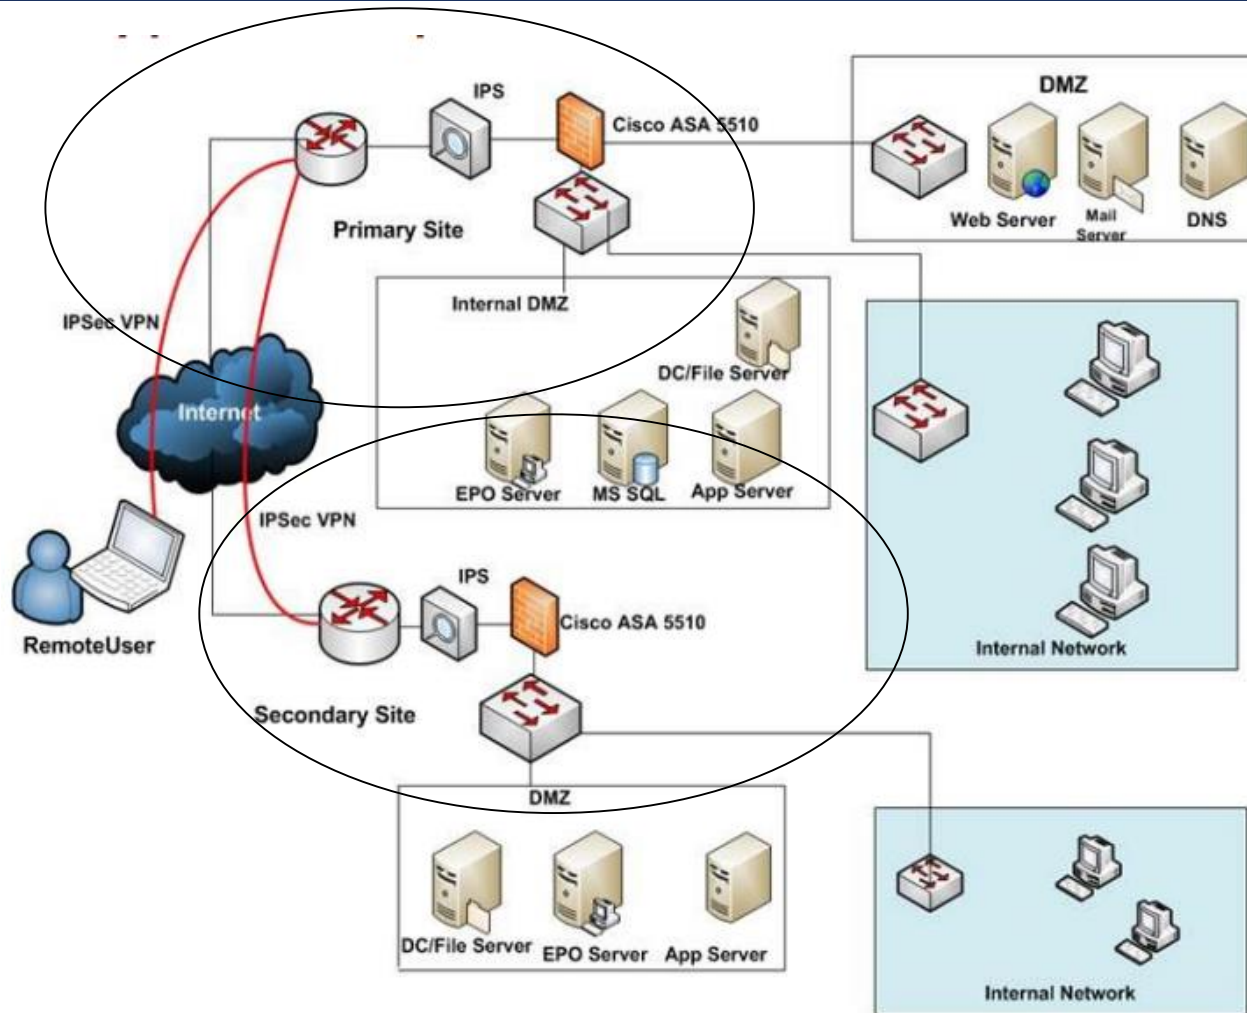 IPS
Cisco ASA 5510
DMZ
Web Server
Mail
Server
DNS
Primary Site
Internal DMZ
IPSec VPN
DC/File Server
Internet
EPO Server
MS SQL
App Server
IPSec VPN
IPS
Cisco ASA 5510
RemoteUser
Internal Network
Secondary Site
DMZ
DC/File Server
EPO Server
App Server
Internal Network